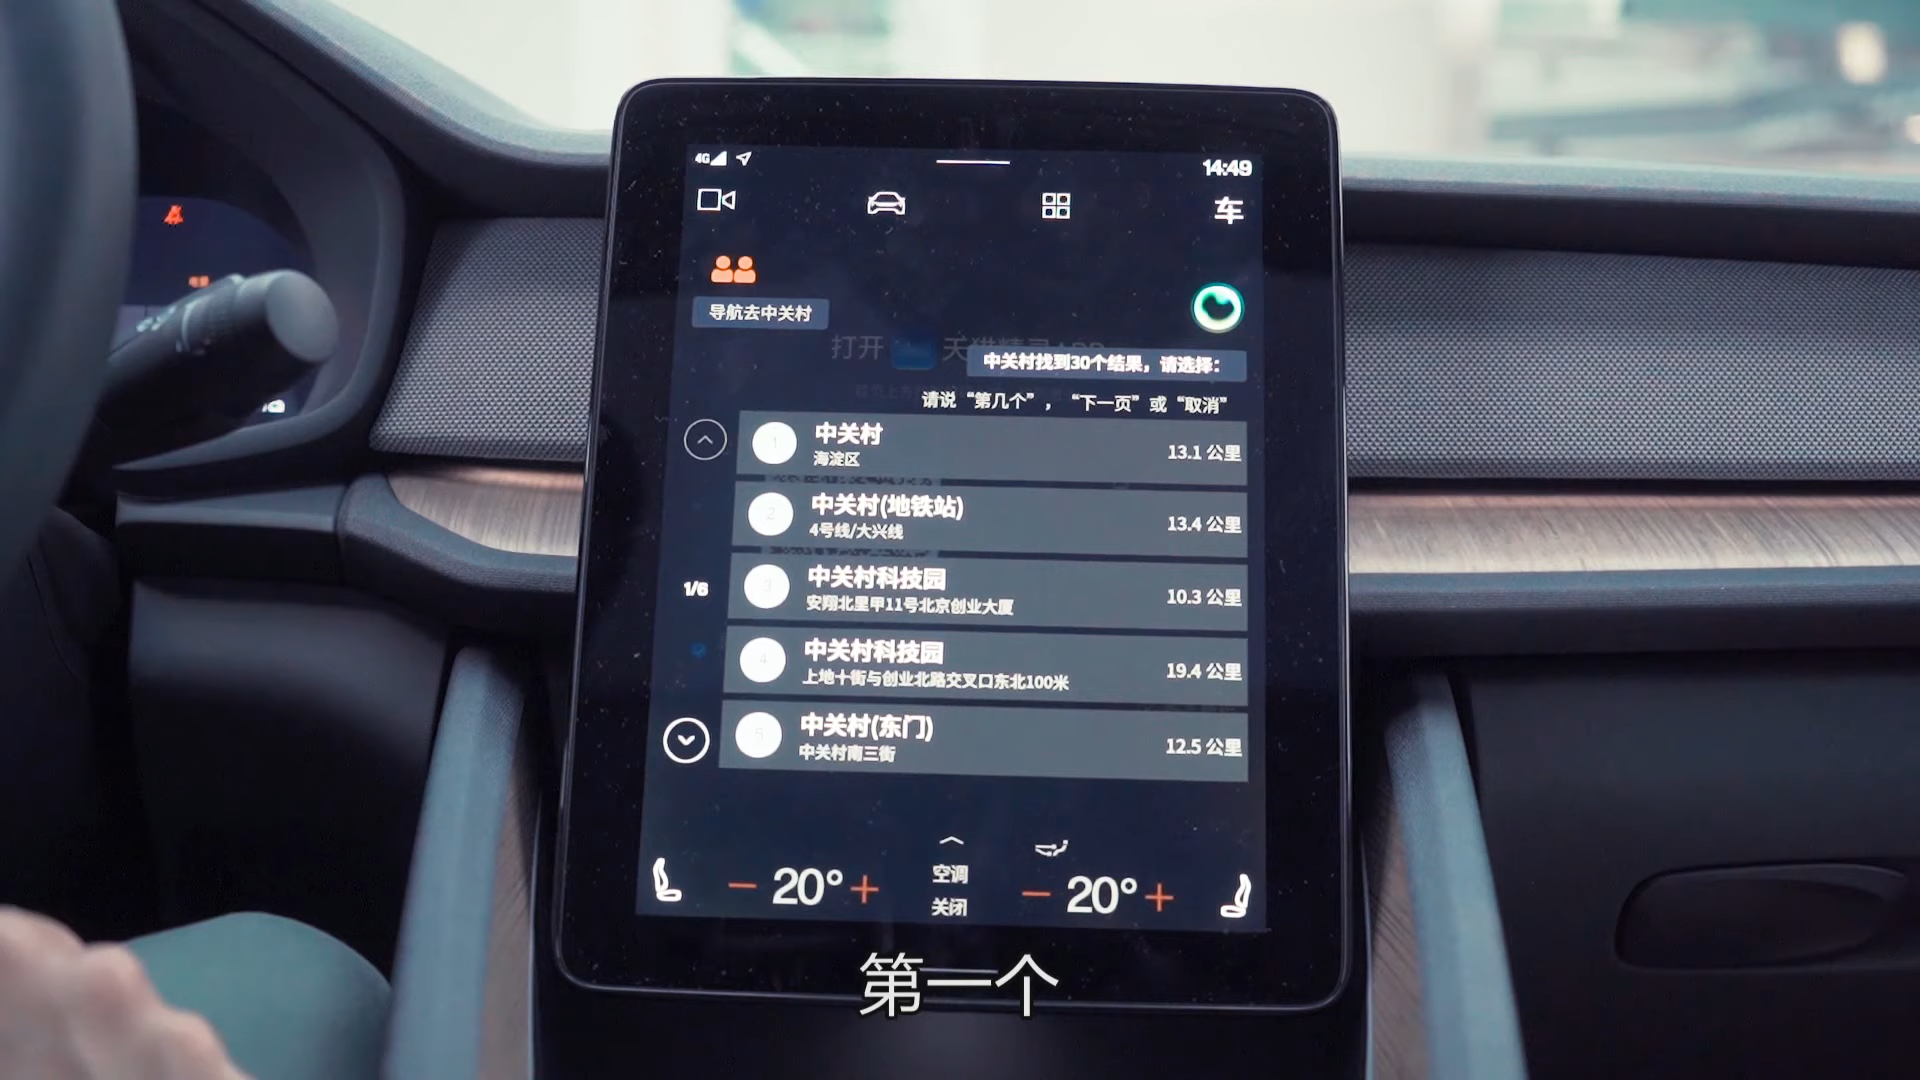 4G
14:49
车
导航去中关村
打开
中关村找到30个结果，请选择：
请说“第几个”，“下一页”或“取消”
1
中关村
海淀区
13.1 公里
2
中关村(地铁站)
4号线/大兴线
13.4 公里
1/6
3
中关村科技园
安翔北里甲11号北京创业大厦
10.3 公里
4
中关村科技园
上地十街与创业北路交叉口东北100米
19.4 公里
5
中关村(东门)
中关村南三街
12.5 公里
20°
空调
关闭
20°
第一个